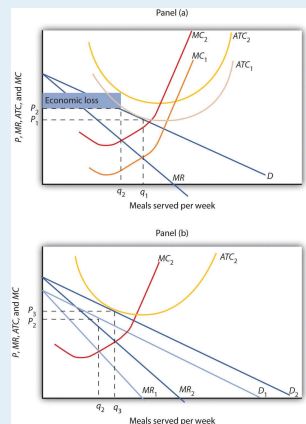 Panel (a)
P, MR, ATC, and MC
MC₂
ATC₂
MC₁
ATC₁
Economic loss
P₂
P₁
q₂
q₁
MR
D
Meals served per week
Panel (b)
P, MR, ATC, and MC
MC₂
ATC₂
P₃
P₂
q₂
q₃
MR₁
MR₂
D₁
D₂
Meals served per week